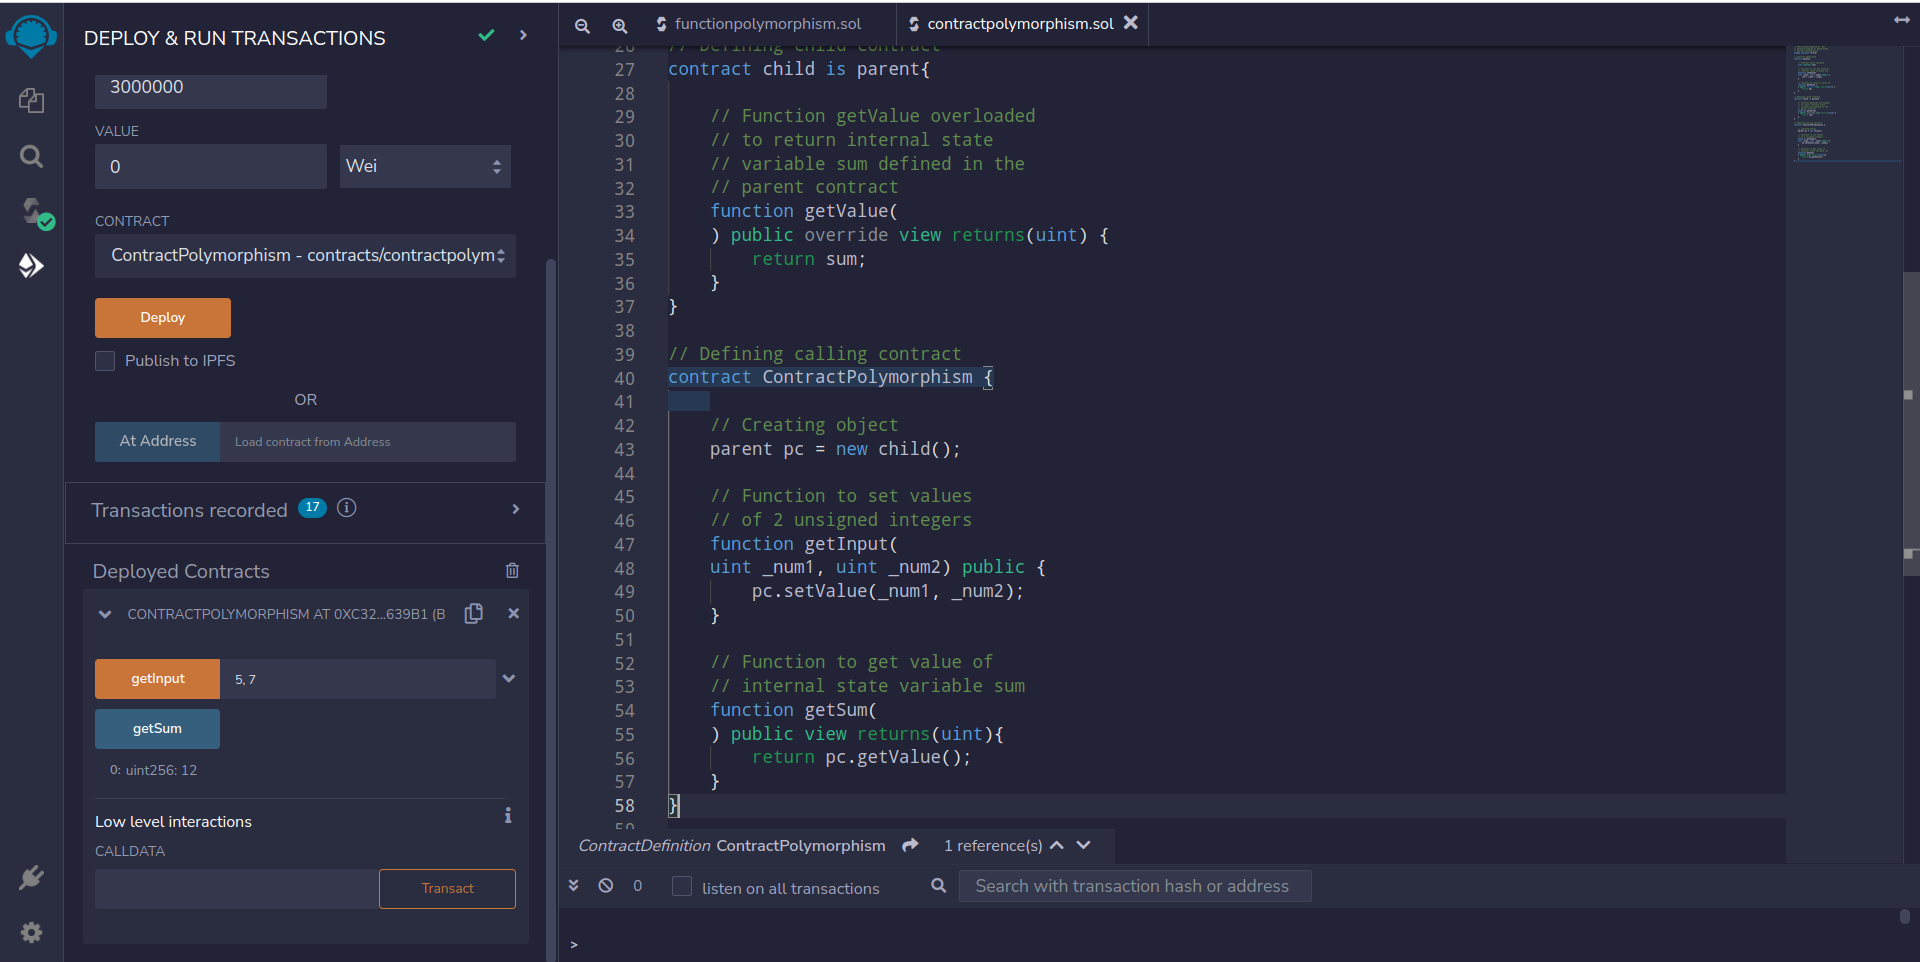 DEPLOY & RUN TRANSACTIONS
3000000
VALUE
0
Wei
CONTRACT
ContractPolymorphism - contracts/contractpolym
Deploy
Publish to IPFS
OR
At Address
Load contract from Address
Transactions recorded 17
Deployed Contracts
CONTRACTPOLYMORPHISM AT 0XC32...639B1 (B
getInput
5, 7
getSum
0: uint256: 12
Low level interactions
CALLDATA
Transact
functionpolymorphism.sol
contractpolymorphism.sol
26 // Defining child contract
27 contract child is parent{
28
29 // Function getValue overloaded
30 // to return internal state
31 // variable sum defined in the
32 // parent contract
33 function getValue(
34 ) public override view returns(uint) {
35 return sum;
36 }
37 }
38
39 // Defining calling contract
40 contract ContractPolymorphism {
41
42 // Creating object
43 parent pc = new child();
44
45 // Function to set values
46 // of 2 unsigned integers
47 function getInput(
48 uint _num1, uint _num2) public {
49 pc.setValue(_num1, _num2);
50 }
51
52 // Function to get value of
53 // internal state variable sum
54 function getSum(
55 ) public view returns(uint){
56 return pc.getValue();
57 }
58 }
59
ContractDefinition ContractPolymorphism
1 reference(s)
0
listen on all transactions
Search with transaction hash or address
>